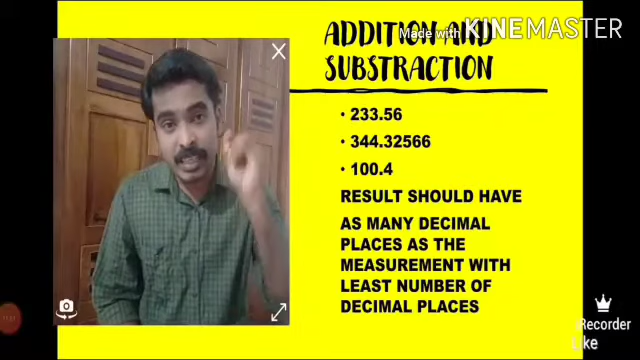 ADDITION AND
SUBSTRACTION
Made with KINEMASTER
• 233.56
• 344.32566
• 100.4
RESULT SHOULD HAVE
AS MANY DECIMAL
PLACES AS THE
MEASUREMENT WITH
LEAST NUMBER OF
DECIMAL PLACES
Recorder